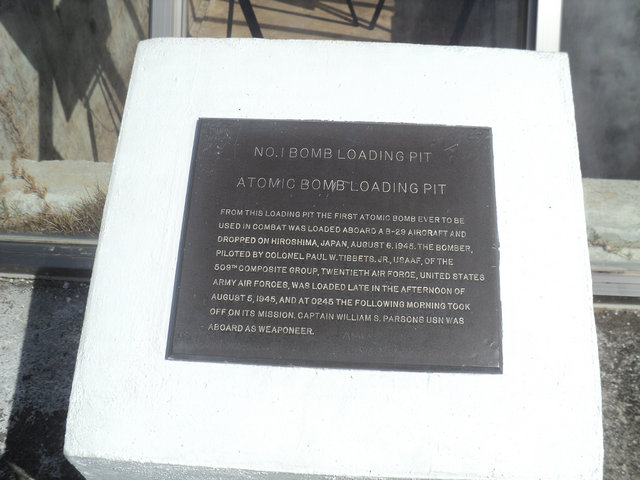 NO.1 BOMB LOADING PIT
ATOMIC BOMB LOADING PIT
FROM THIS LOADING PIT THE FIRST ATOMIC BOMB EVER TO BE
USED IN COMBAT WAS LOADED ABOARD A B-29 AIRCRAFT AND
DROPPED ON HIROSHIMA, JAPAN, AUGUST 6, 1945. THE BOMBER,
PILOTED BY COLONEL PAUL W. TIBBETS, JR., USAAF, OF THE
509TH COMPOSITE GROUP, TWENTIETH AIR FORCE, UNITED STATES
ARMY AIR FORCES, WAS LOADED LATE IN THE AFTERNOON OF
AUGUST 5, 1945, AND AT 0245 THE FOLLOWING MORNING TOOK
OFF ON ITS MISSION. CAPTAIN WILLIAM S. PARSONS USN WAS
ABOARD AS WEAPONEER.